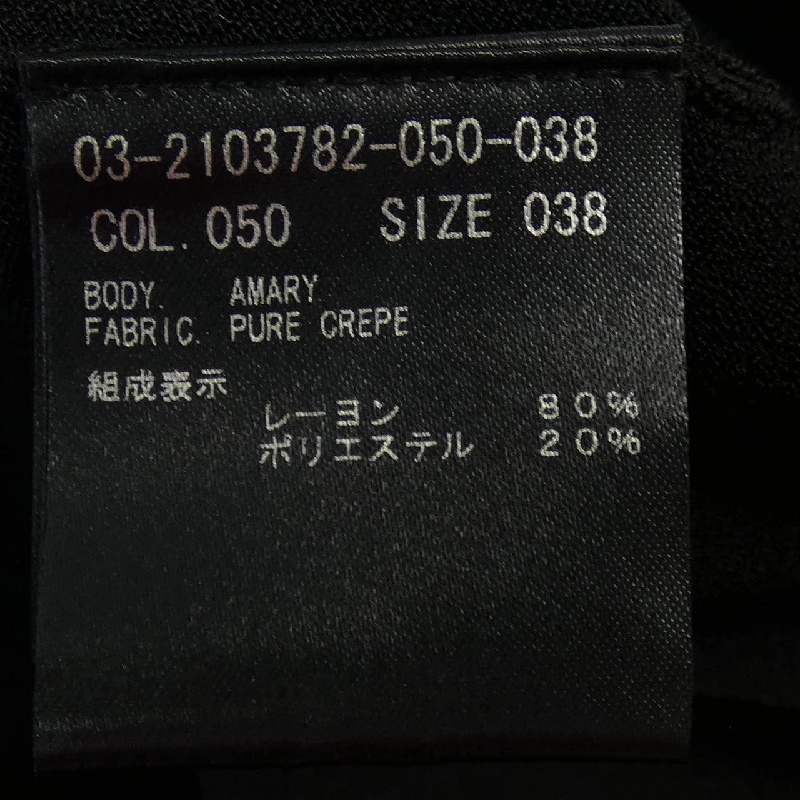 03-2103782-050-038
COL. 050 SIZE 038
BODY. AMARY
FABRIC. PURE CREPE
組成表示
レーヨン 80%
ポリエステル 20%